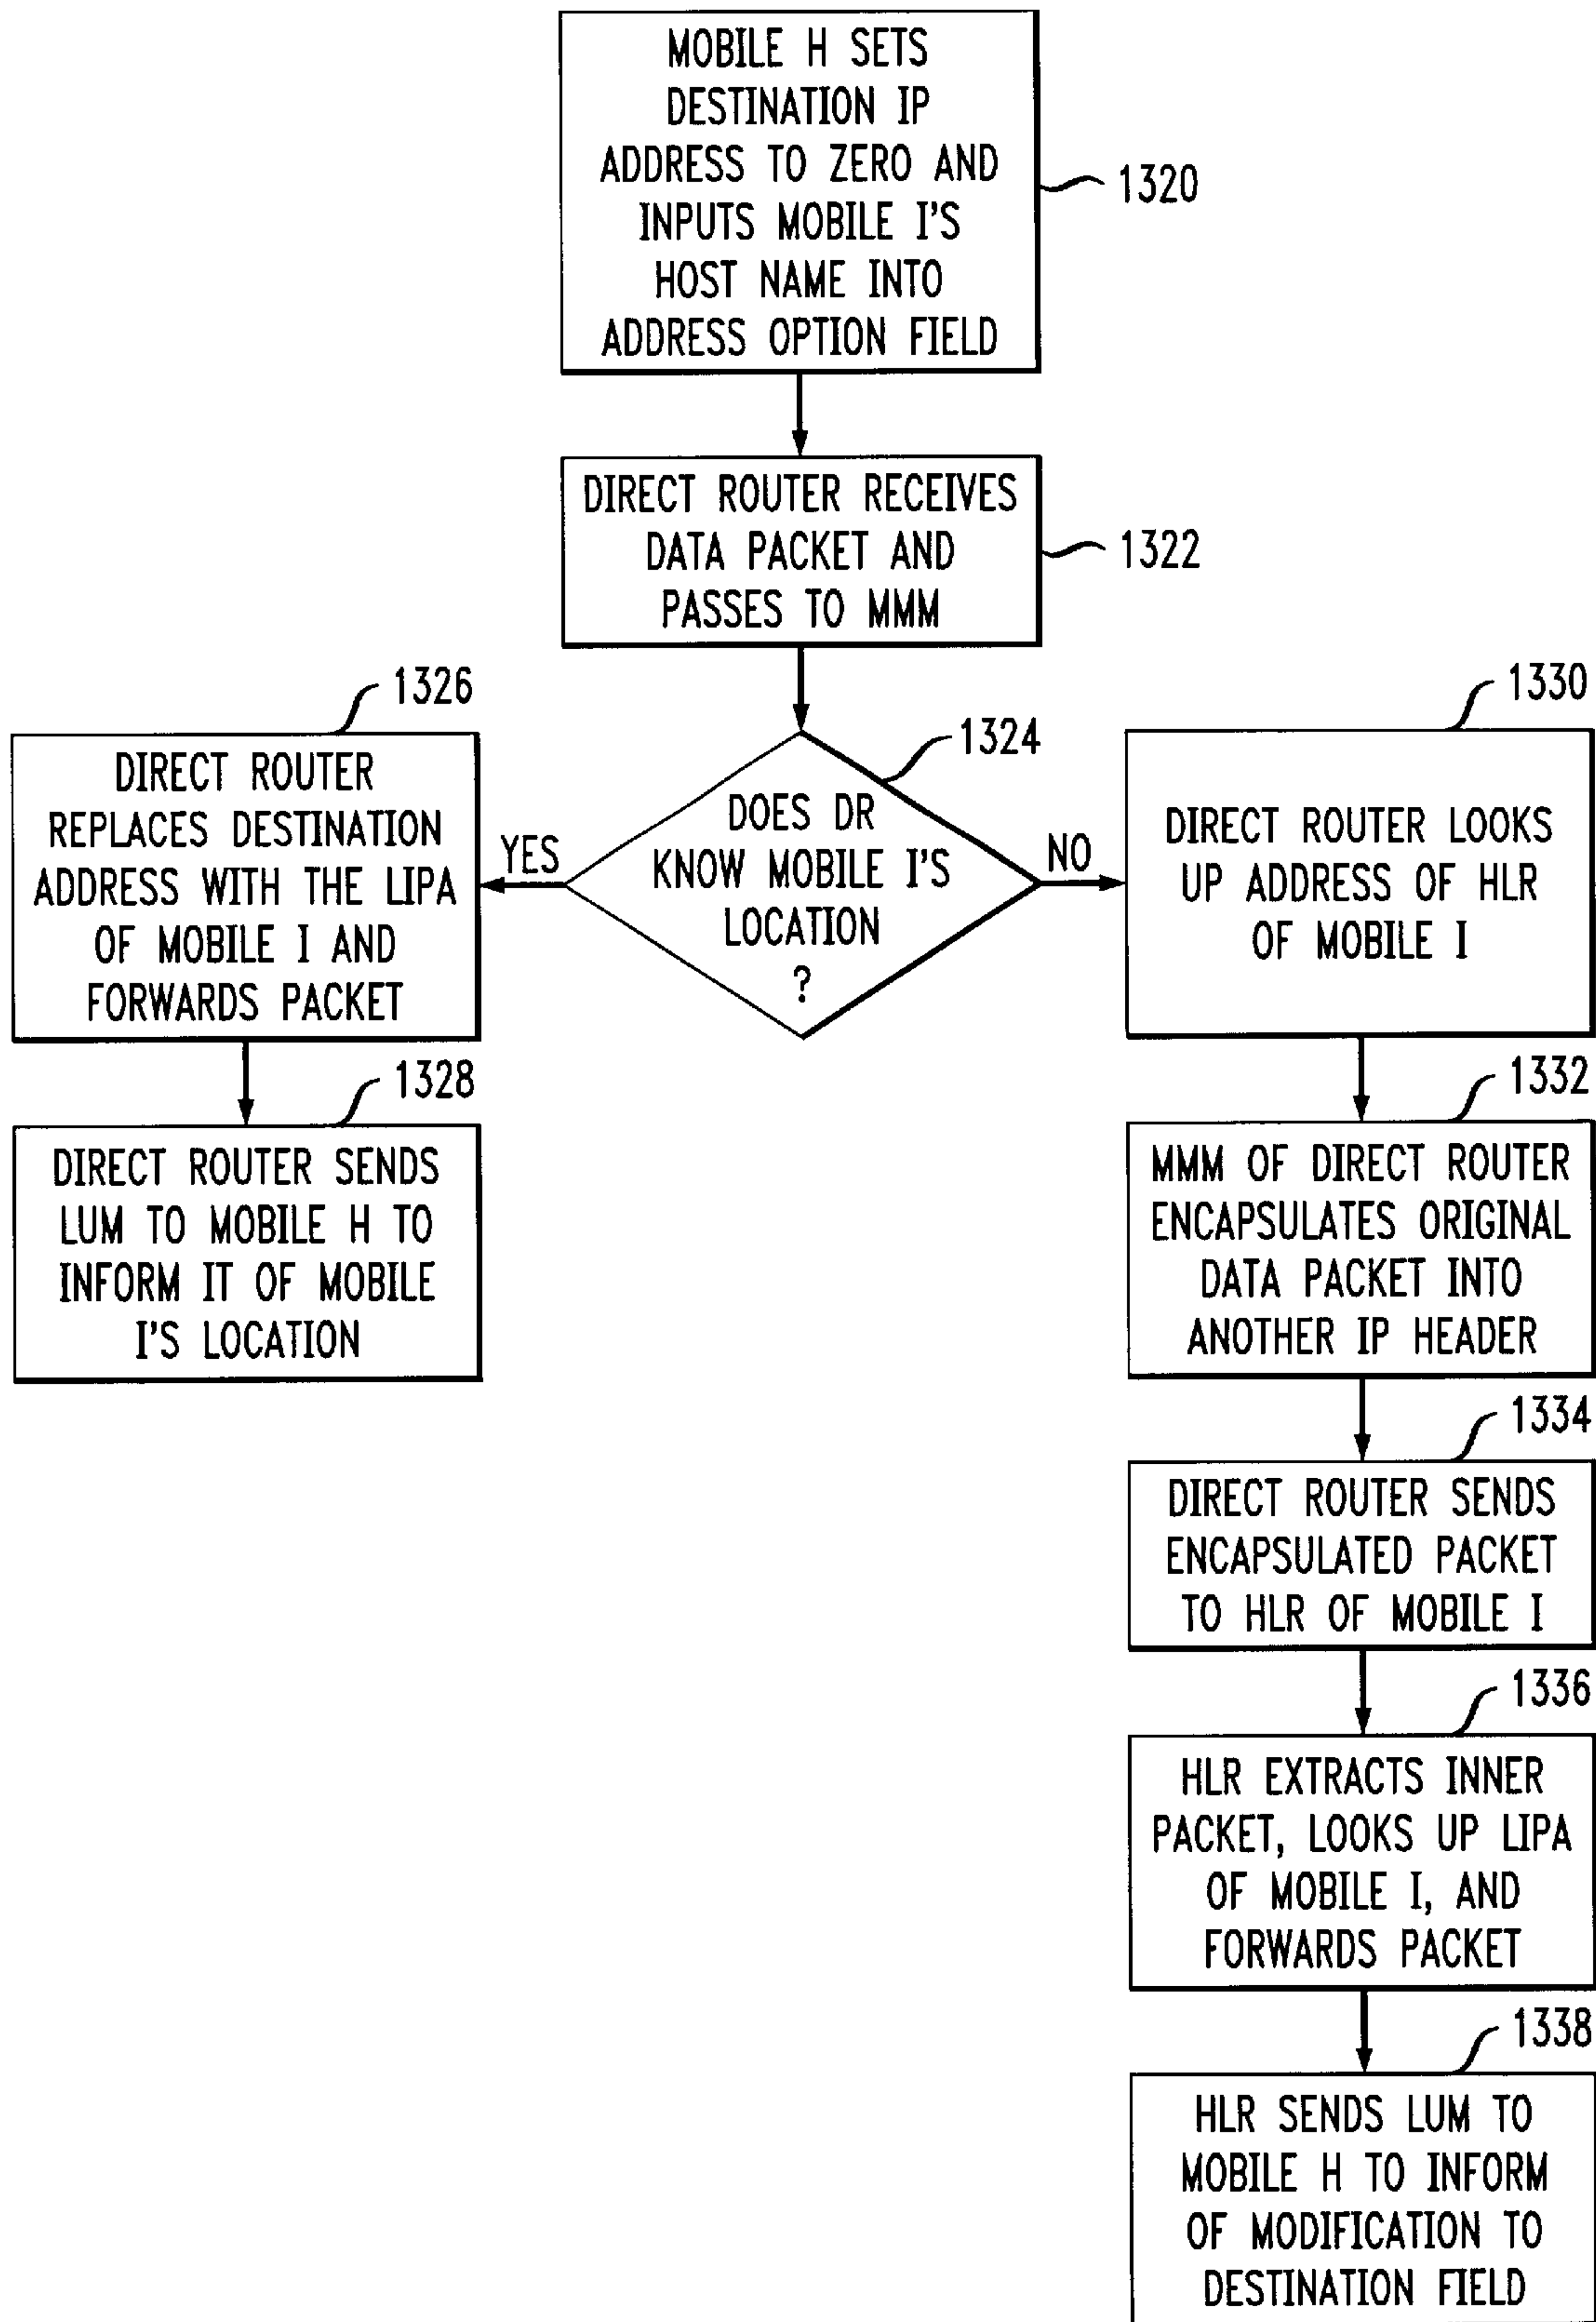 MOBILE H SETS
DESTINATION IP
ADDRESS TO ZERO AND
INPUTS MOBILE I'S
HOST NAME INTO
ADDRESS OPTION FIELD
1320
DIRECT ROUTER RECEIVES
DATA PACKET AND
PASSES TO MMM
1322
1324
DOES DR
KNOW MOBILE I'S
LOCATION
?
YES
NO
1326
DIRECT ROUTER
REPLACES DESTINATION
ADDRESS WITH THE LIPA
OF MOBILE I AND
FORWARDS PACKET
1328
DIRECT ROUTER SENDS
LUM TO MOBILE H TO
INFORM IT OF MOBILE
I'S LOCATION
1330
DIRECT ROUTER LOOKS
UP ADDRESS OF HLR
OF MOBILE I
1332
MMM OF DIRECT ROUTER
ENCAPSULATES ORIGINAL
DATA PACKET INTO
ANOTHER IP HEADER
1334
DIRECT ROUTER SENDS
ENCAPSULATED PACKET
TO HLR OF MOBILE I
1336
HLR EXTRACTS INNER
PACKET, LOOKS UP LIPA
OF MOBILE I, AND
FORWARDS PACKET
1338
HLR SENDS LUM TO
MOBILE H TO INFORM
OF MODIFICATION TO
DESTINATION FIELD